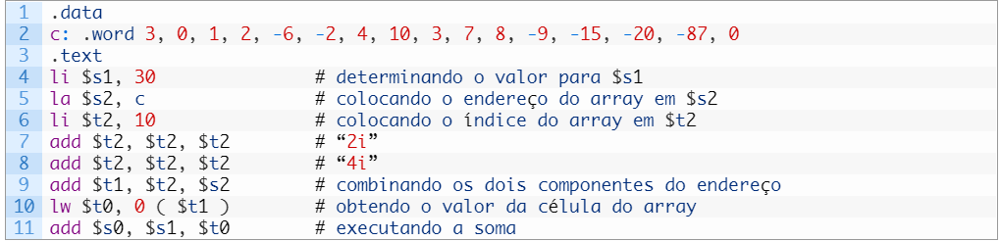 1 .data
2 c: .word 3, 0, 1, 2, -6, -2, 4, 10, 3, 7, 8, -9, -15, -20, -87, 0
3 .text
4 li $s1, 30 # determinando o valor para $s1
5 la $s2, c # colocando o endereço do array em $s2
6 li $t2, 10 # colocando o índice do array em $t2
7 add $t2, $t2, $t2 # “2i”
8 add $t2, $t2, $t2 # “4i”
9 add $t1, $t2, $s2 # combinando os dois componentes do endereço
10 lw $t0, 0 ( $t1 ) # obtendo o valor da célula do array
11 add $s0, $s1, $t0 # executando a soma